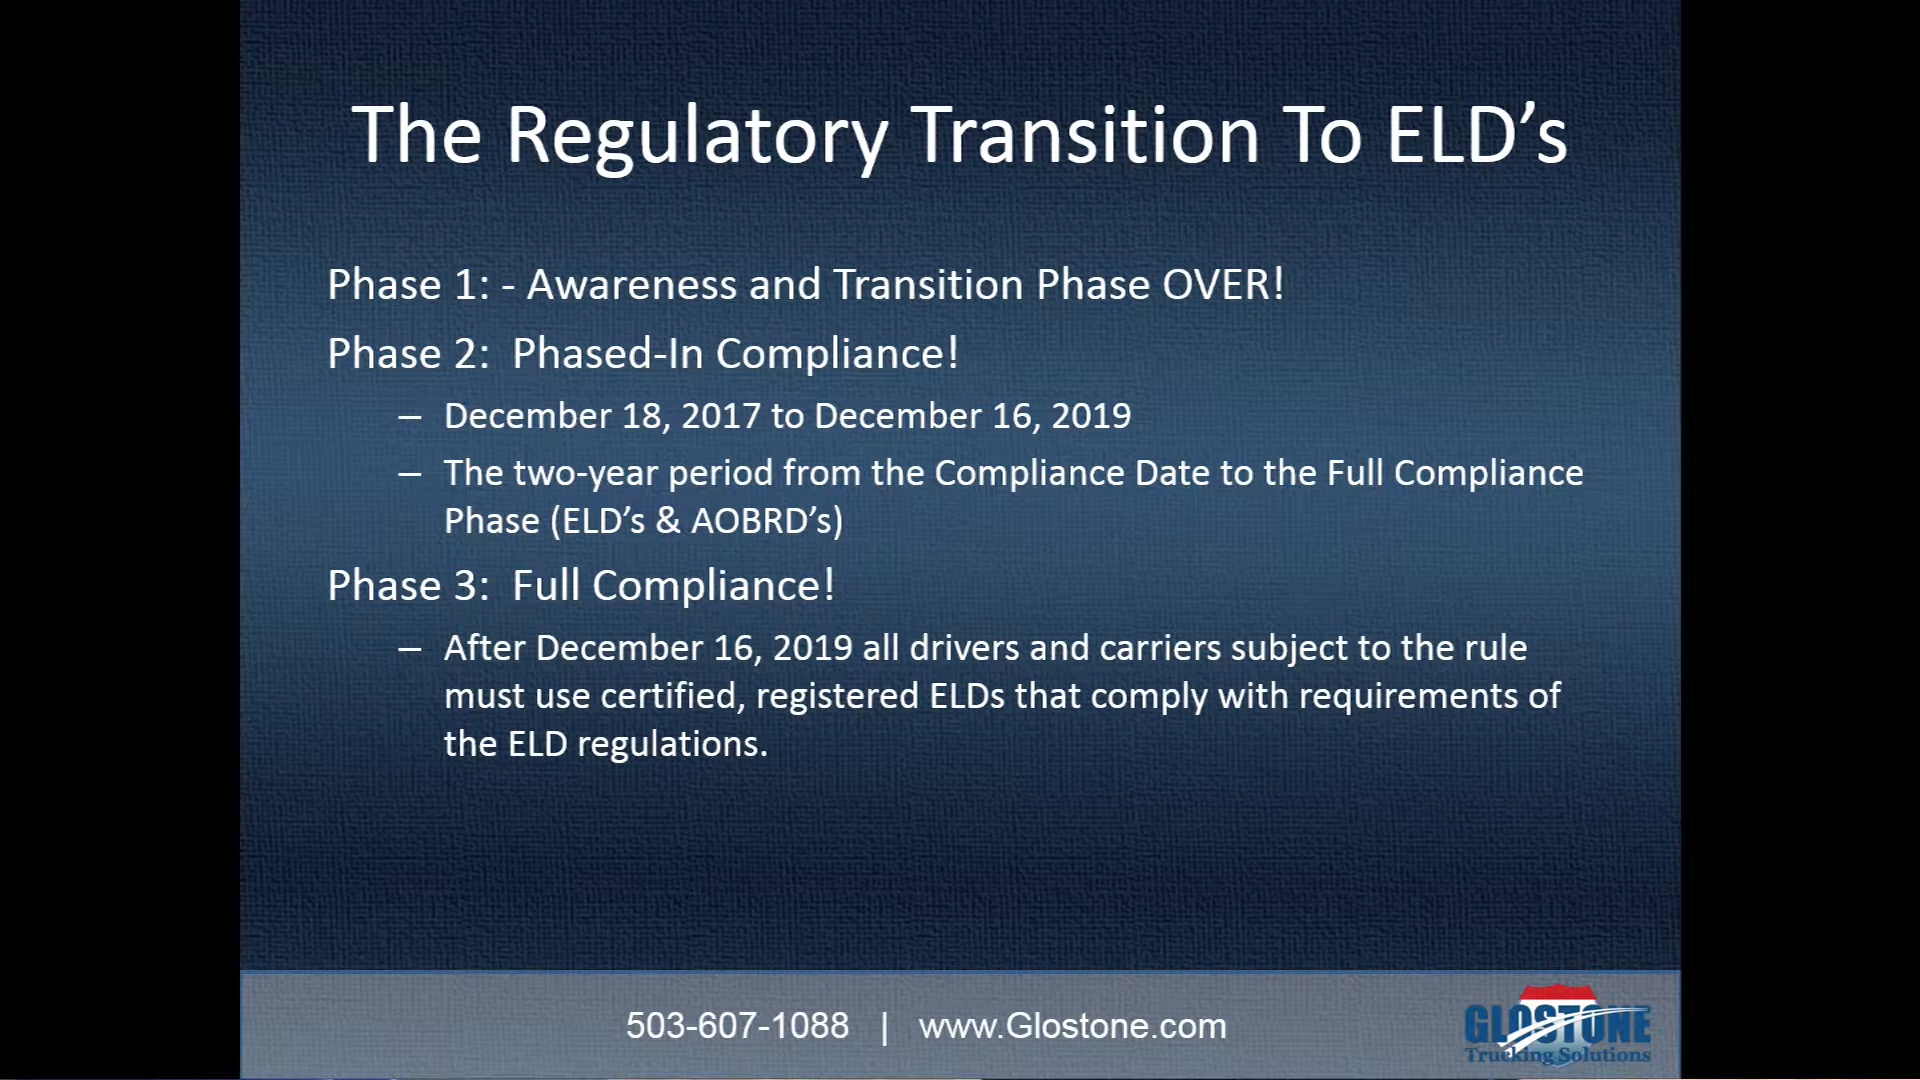 The Regulatory Transition To ELD’s
Phase 1: - Awareness and Transition Phase OVER!
Phase 2:  Phased-In Compliance!
– December 18, 2017 to December 16, 2019
– The two-year period from the Compliance Date to the Full Compliance
Phase (ELD’s & AOBRD’s)
Phase 3:  Full Compliance!
– After December 16, 2019 all drivers and carriers subject to the rule
must use certified, registered ELDs that comply with requirements of
the ELD regulations.
503-607-1088 | www.Glostone.com
GLOSTONE
Trucking Solutions